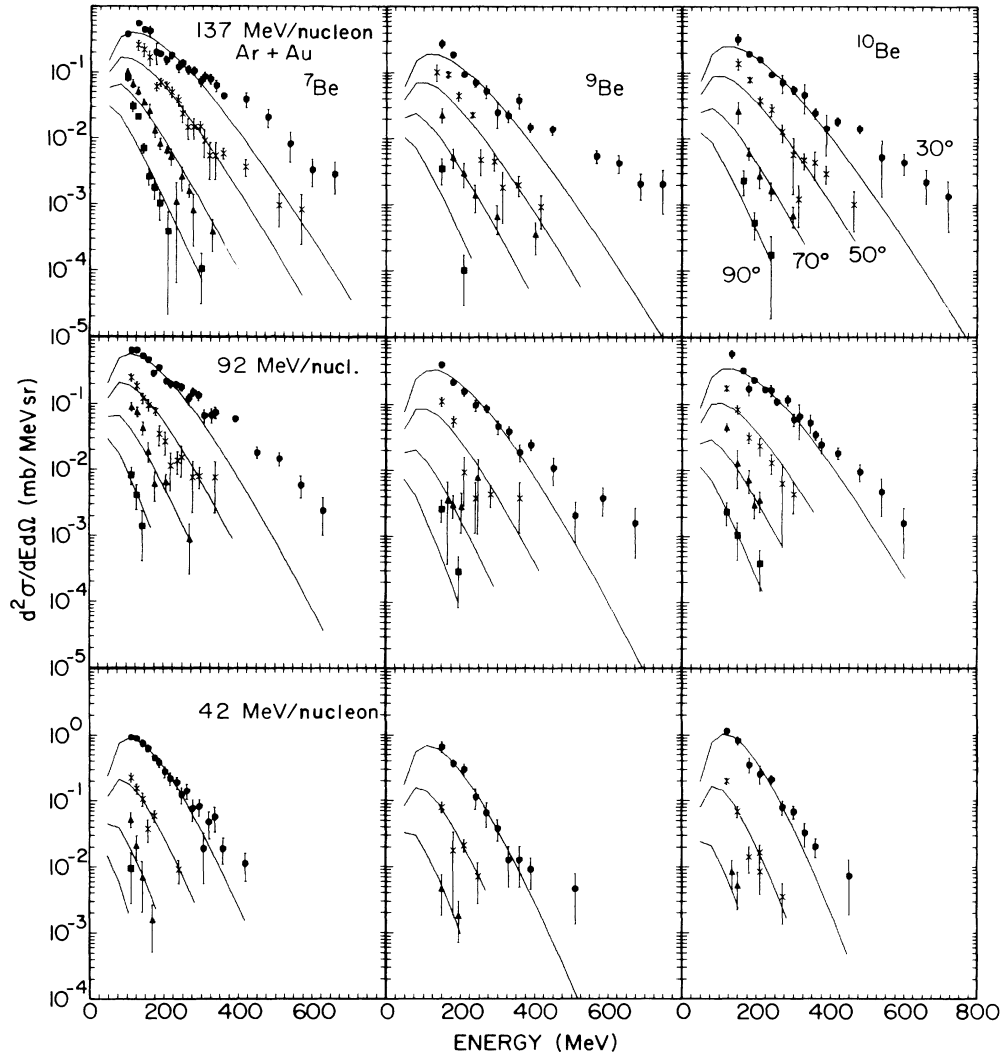 137 MeV/nucleon
Ar + Au
⁷Be
⁹Be
¹⁰Be
10⁻¹
10⁻²
10⁻³
10⁻⁴
10⁻⁵
30°
50°
70°
90°
92 MeV/nucl.
10⁻¹
10⁻²
10⁻³
10⁻⁴
10⁻⁵
d²σ/dEdΩ (mb/MeVsr)
42 MeV/nucleon
10⁰
10⁻¹
10⁻²
10⁻³
10⁻⁴
0 200 400 600 0 200 400 600 0 200 400 600 800
ENERGY (MeV)